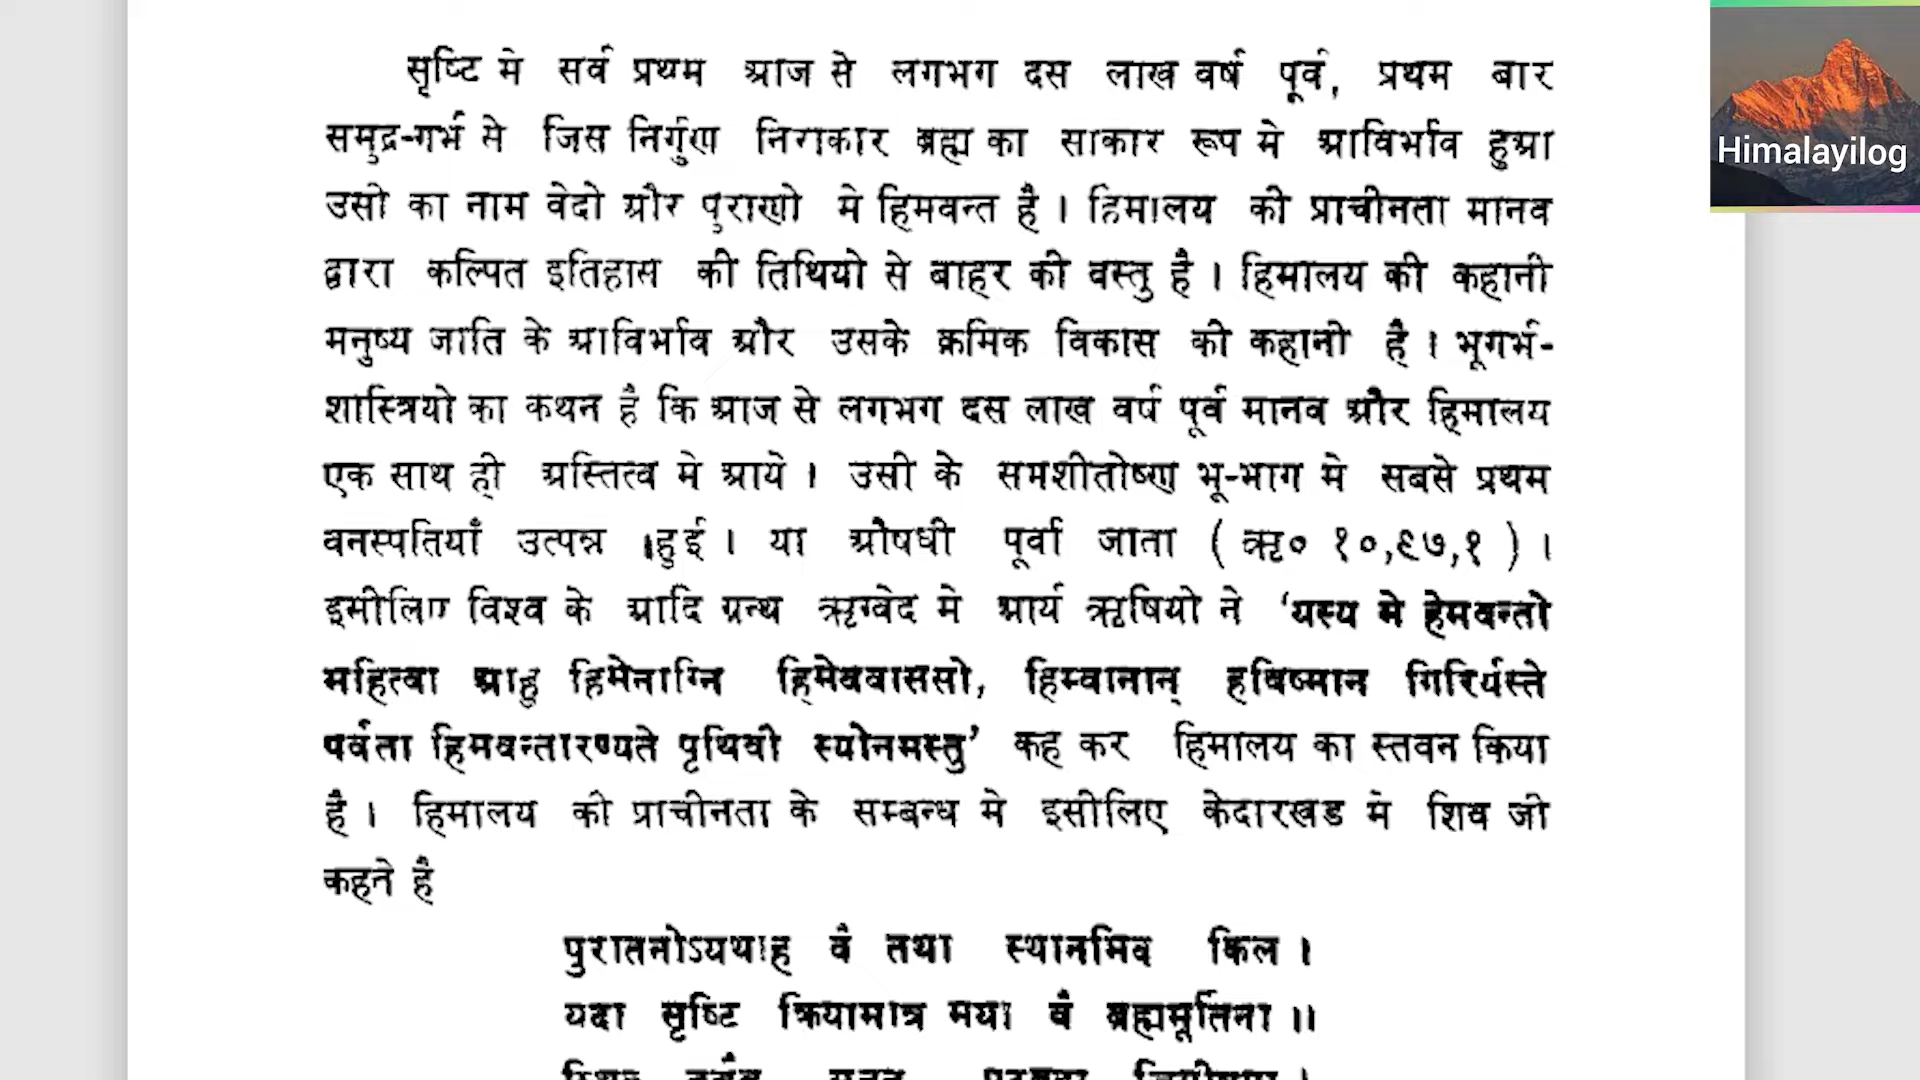 सृष्टि मे सर्व प्रथम आज से लगभग दस लाख वर्ष पूर्व, प्रथम बार
Himalayilog
समुद्र-गर्भ से जिस निर्गुण निराकार ब्रह्म का साकार रूप मे आविर्भाव हुआ
उसो का नाम वेदो और पुराणो मे हिमवन्त है । हिमालय की प्राचीनता मानव
द्वारा कल्पित इतिहास की तिथियो से बाहर की वस्तु है । हिमालय की कहानी
मनुष्य जाति के आविर्भाव और उसके क्रमिक विकास को कहानो है । भूगर्भ-
शास्त्रियो का कथन है कि आज से लगभग दस लाख वर्ष पूर्व मानव और हिमालय
एक साथ ही अस्तित्व मे आये । उसी के समशीतोष्ण भू-भाग मे सबसे प्रथम
वनस्पतियाँ उत्पन्न हुई । या औषधी पूर्वा जाता ( ऋ० १०,९७,१ ) ।
इसीलिए विश्व के आदि ग्रन्थ ऋग्वेद मे आर्य ऋषियो ने ‘यस्य मे हेमवन्तो
महित्वा आहु हिमेनाग्नि हिमेववाससो, हिम्वानान् हविष्मान गिरिर्यस्ते
पर्वता हिमवन्तारण्यते पृथिवी स्योनमस्तु’ कह कर हिमालय का स्तवन किया
है । हिमालय की प्राचीनता के सम्बन्ध मे इसीलिए केदारखड मे शिव जी
कहते है
पुरातनोऽयथाह वै तथा स्थानमिव किल ।
यदा सृष्टि क्रियामात्र मया वै ब्रह्ममूर्तिना ॥